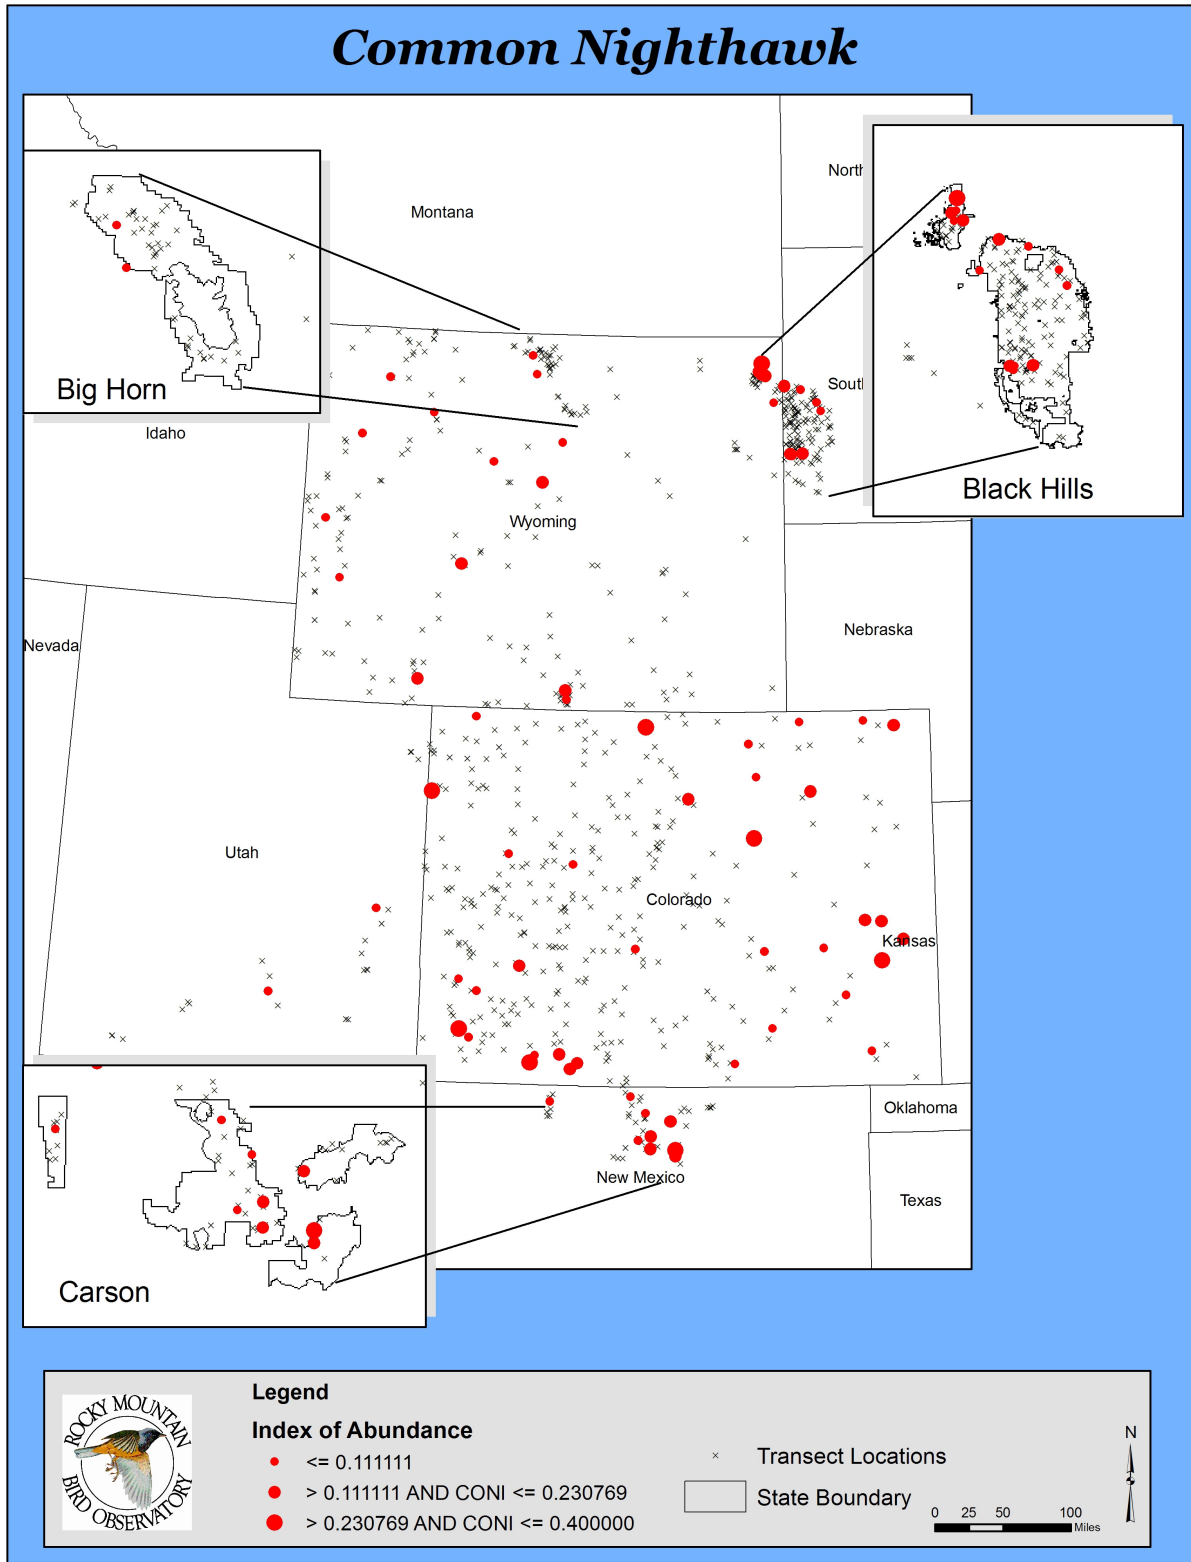 Common Nighthawk
Montana
North
Big Horn
Idaho
South
Black Hills
Wyoming
Nevada
Nebraska
Utah
Colorado
Kansas
Oklahoma
New Mexico
Texas
Carson
Legend
Index of Abundance
<= 0.111111
> 0.111111 AND CONI <= 0.230769
> 0.230769 AND CONI <= 0.400000
Transect Locations
State Boundary
N
0 25 50 100
Miles
ROCKY MOUNTAIN
BIRD OBSERVATORY